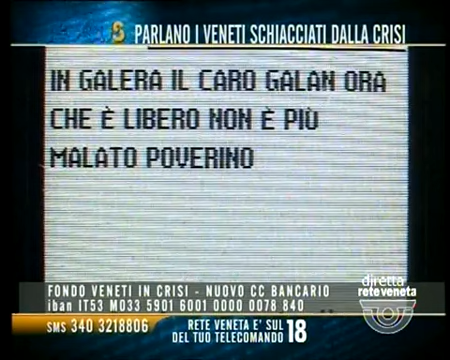 PARLANO I VENETI SCHIACCIATI DALLA CRISI
IN GALERA IL CARO GALAN ORA
CHE È LIBERO NON È PIÙ
MALATO POVERINO
FONDO VENETI IN CRISI - NUOVO CC BANCARIO
iban IT53 M033 5901 6001 0000 0078 840
diretta
reteveneta
SMS 340 3218806
RETE VENETA E' SUL
DEL TUO TELECOMANDO 18